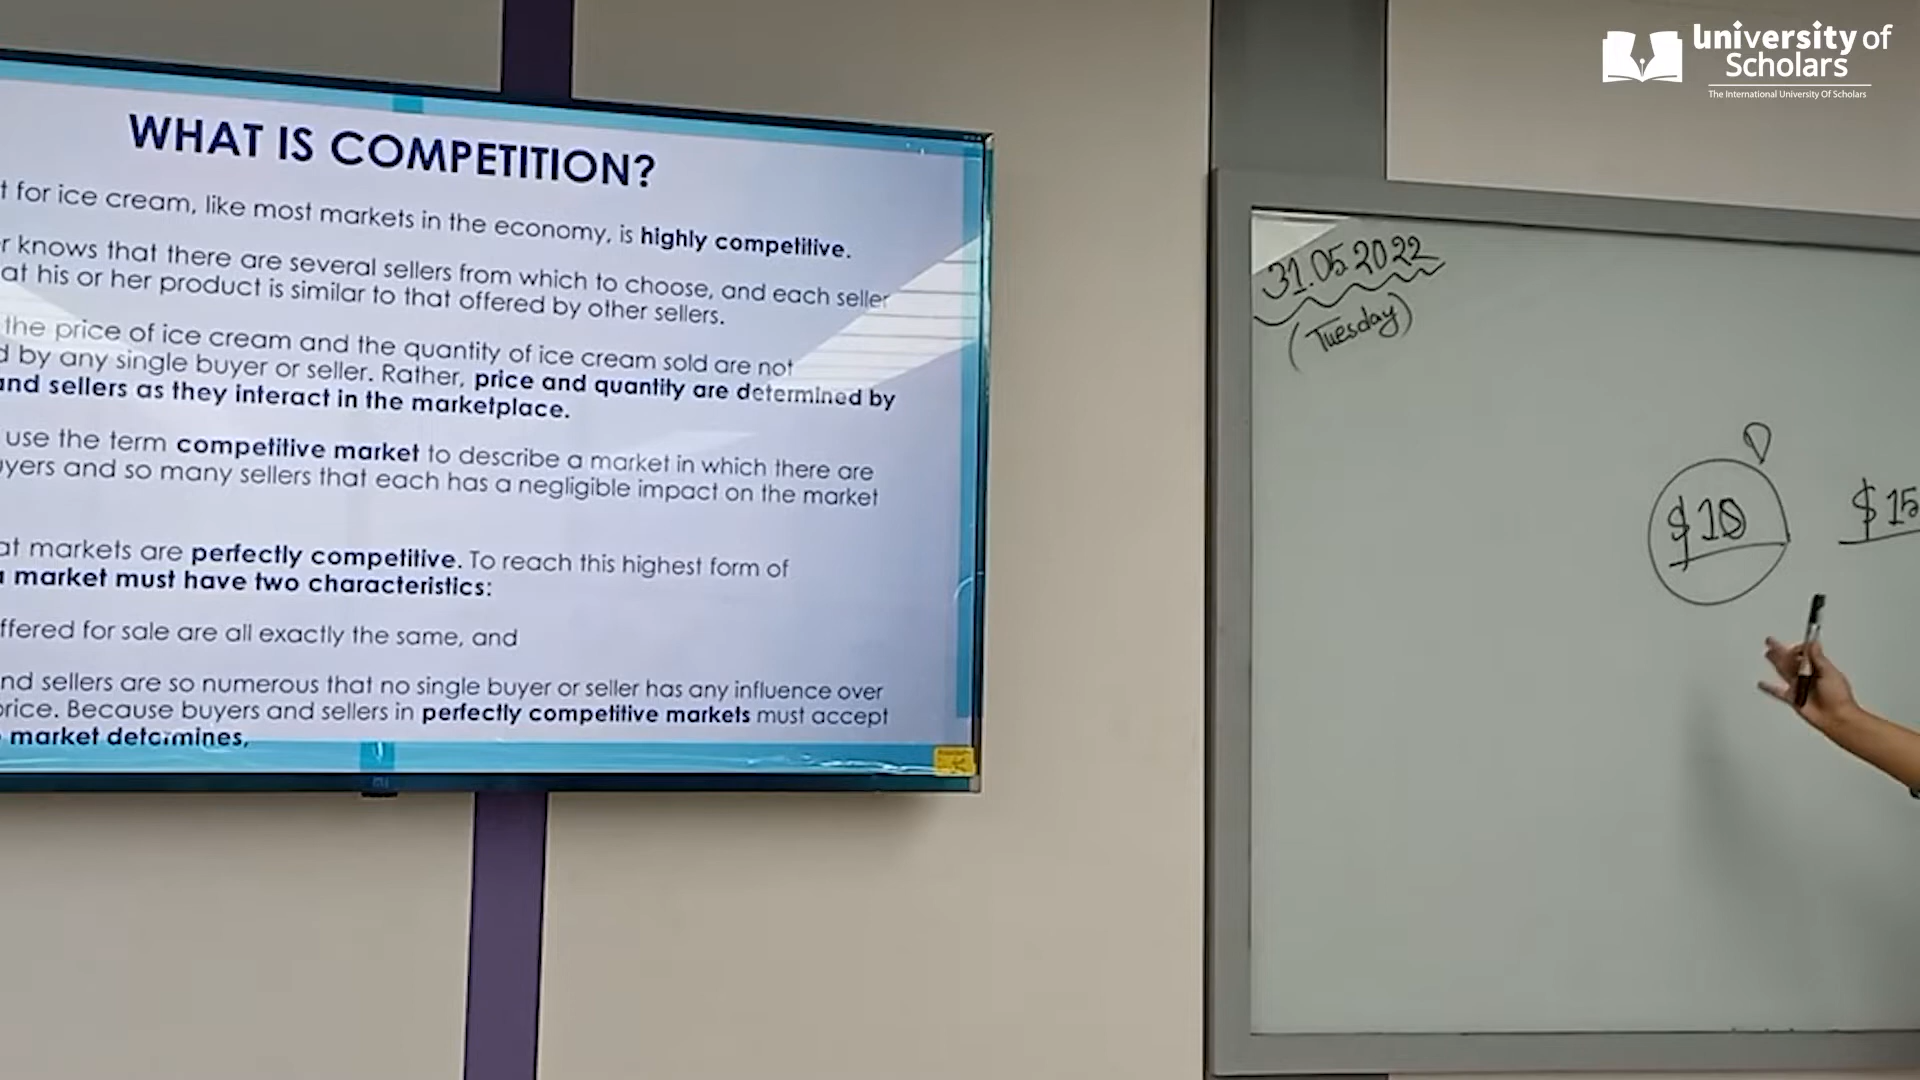 university of
Scholars
The International University Of Scholars
WHAT IS COMPETITION?
t for ice cream, like most markets in the economy, is highly competitive.
r knows that there are several sellers from which to choose, and each seller
at his or her product is similar to that offered by other sellers.
the price of ice cream and the quantity of ice cream sold are not
d by any single buyer or seller. Rather, price and quantity are determined by
and sellers as they interact in the marketplace.
use the term competitive market to describe a market in which there are
uyers and so many sellers that each has a negligible impact on the market
at markets are perfectly competitive. To reach this highest form of
a market must have two characteristics:
ffered for sale are all exactly the same, and
nd sellers are so numerous that no single buyer or seller has any influence over
price. Because buyers and sellers in perfectly competitive markets must accept
market determines,
mi
31.05.2022
(Tuesday)
$10
$15